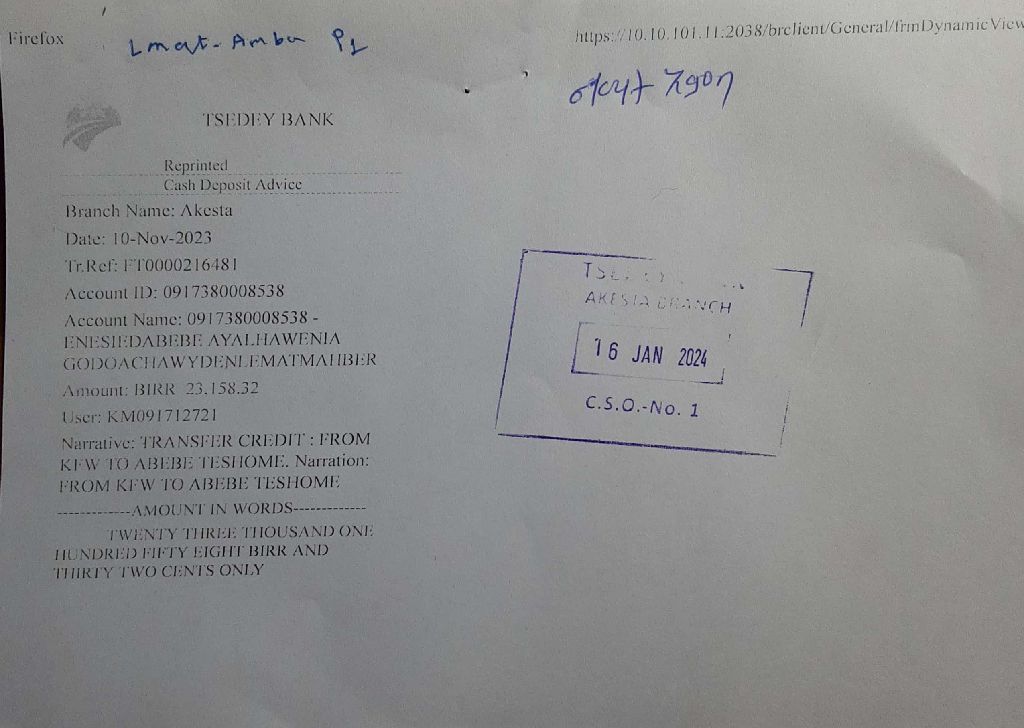 Firefox
https://10.10.101.11:2038/brclient/General/frmDynamicView
Lmat-Amba P1
TSEDEY BANK
Reprinted
Cash Deposit Advice
Branch Name: Akesta
Date: 10-Nov-2023
Tr.Ref: FT0000216481
Account ID: 0917380008538
Account Name: 0917380008538 -
ENESIEDABEBE AYALHAWENIA
GODOACHAWYDENLEMATMAHBER
Amount: BIRR 23,158.32
User: KM091712721
Narrative: TRANSFER CREDIT : FROM
KFW TO ABEBE TESHOME. Narration:
FROM KFW TO ABEBE TESHOME
-------------AMOUNT IN WORDS-------------
TWENTY THREE THOUSAND ONE
HUNDRED FIFTY EIGHT BIRR AND
THIRTY TWO CENTS ONLY
AKESTA BRANCH
16 JAN 2024
C.S.O.-No. 1